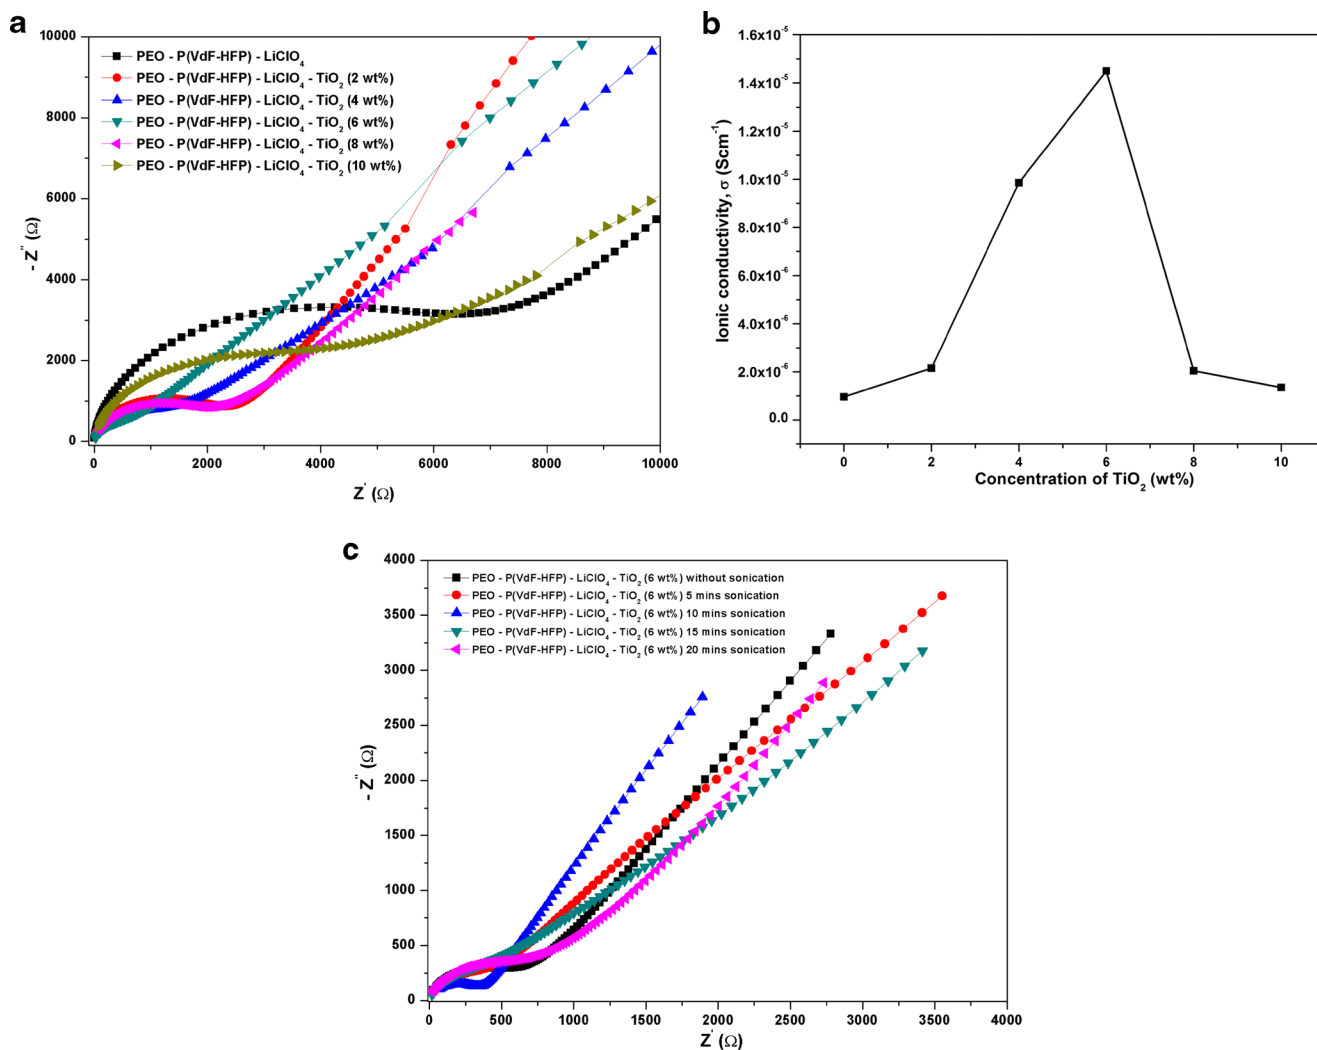 a
10000
8000
6000
4000
2000
0
- Z'' (Ω)
PEO - P(VdF-HFP) - LiClO₄
PEO - P(VdF-HFP) - LiClO₄ - TiO₂ (2 wt%)
PEO - P(VdF-HFP) - LiClO₄ - TiO₂ (4 wt%)
PEO - P(VdF-HFP) - LiClO₄ - TiO₂ (6 wt%)
PEO - P(VdF-HFP) - LiClO₄ - TiO₂ (8 wt%)
PEO - P(VdF-HFP) - LiClO₄ - TiO₂ (10 wt%)
0 2000 4000 6000 8000 10000
Z' (Ω)
b
1.6x10⁻⁵
1.4x10⁻⁵
1.2x10⁻⁵
1.0x10⁻⁵
8.0x10⁻⁶
6.0x10⁻⁶
4.0x10⁻⁶
2.0x10⁻⁶
0.0
Ionic conductivity, σ (Scm⁻¹)
0 2 4 6 8 10
Concentration of TiO₂ (wt%)
c
4000
3500
3000
2500
2000
1500
1000
500
0
- Z'' (Ω)
PEO - P(VdF-HFP) - LiClO₄ - TiO₂ (6 wt%) without sonication
PEO - P(VdF-HFP) - LiClO₄ - TiO₂ (6 wt%) 5 mins sonication
PEO - P(VdF-HFP) - LiClO₄ - TiO₂ (6 wt%) 10 mins sonication
PEO - P(VdF-HFP) - LiClO₄ - TiO₂ (6 wt%) 15 mins sonication
PEO - P(VdF-HFP) - LiClO₄ - TiO₂ (6 wt%) 20 mins sonication
0 500 1000 1500 2000 2500 3000 3500 4000
Z' (Ω)